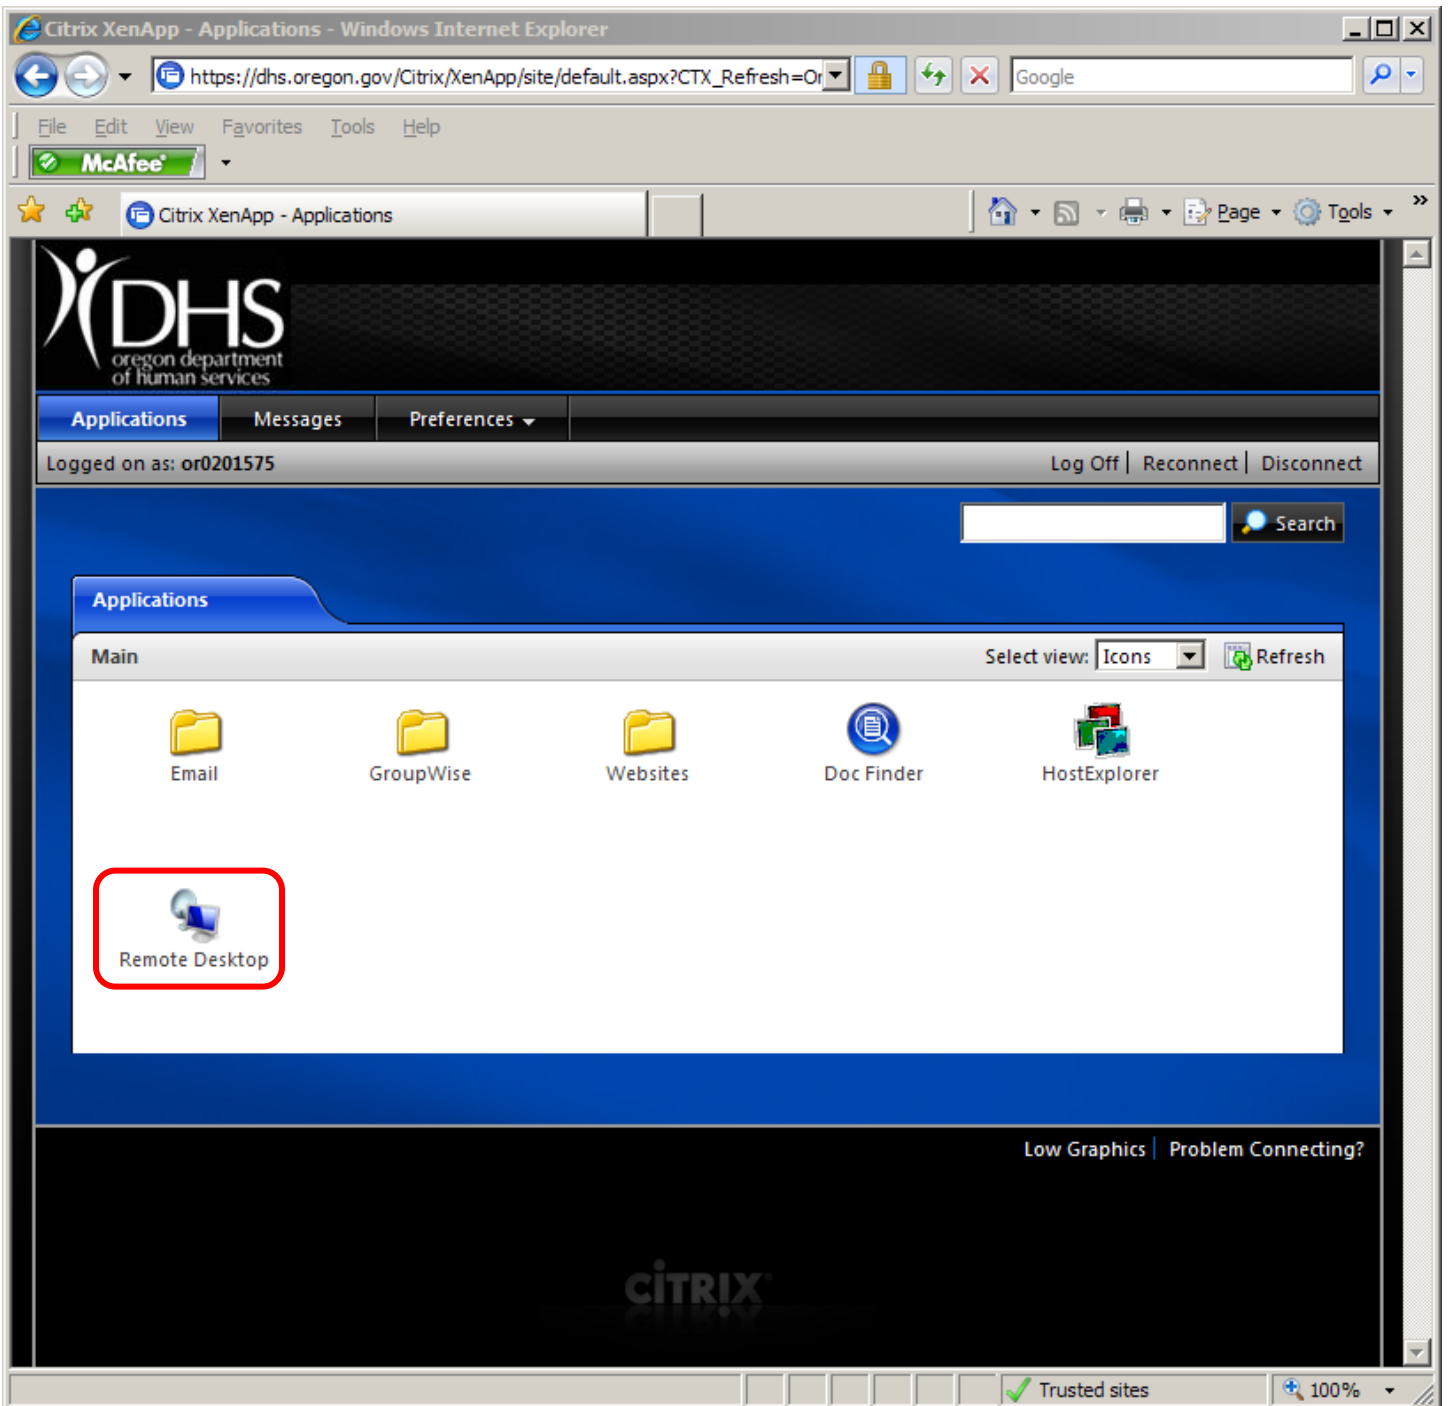 Citrix XenApp - Applications - Windows Internet Explorer
https://dhs.oregon.gov/Citrix/XenApp/site/default.aspx?CTX_Refresh=Or
Google
File Edit View Favorites Tools Help
McAfee
Citrix XenApp - Applications
Page Tools »
DHS
oregon department
of human services
Applications Messages Preferences
Logged on as: or0201575 Log Off | Reconnect | Disconnect
Search
Applications
Main Select view: Icons Refresh
Email GroupWise Websites Doc Finder HostExplorer
Remote Desktop
Low Graphics | Problem Connecting?
CİTRIX
Trusted sites 100%